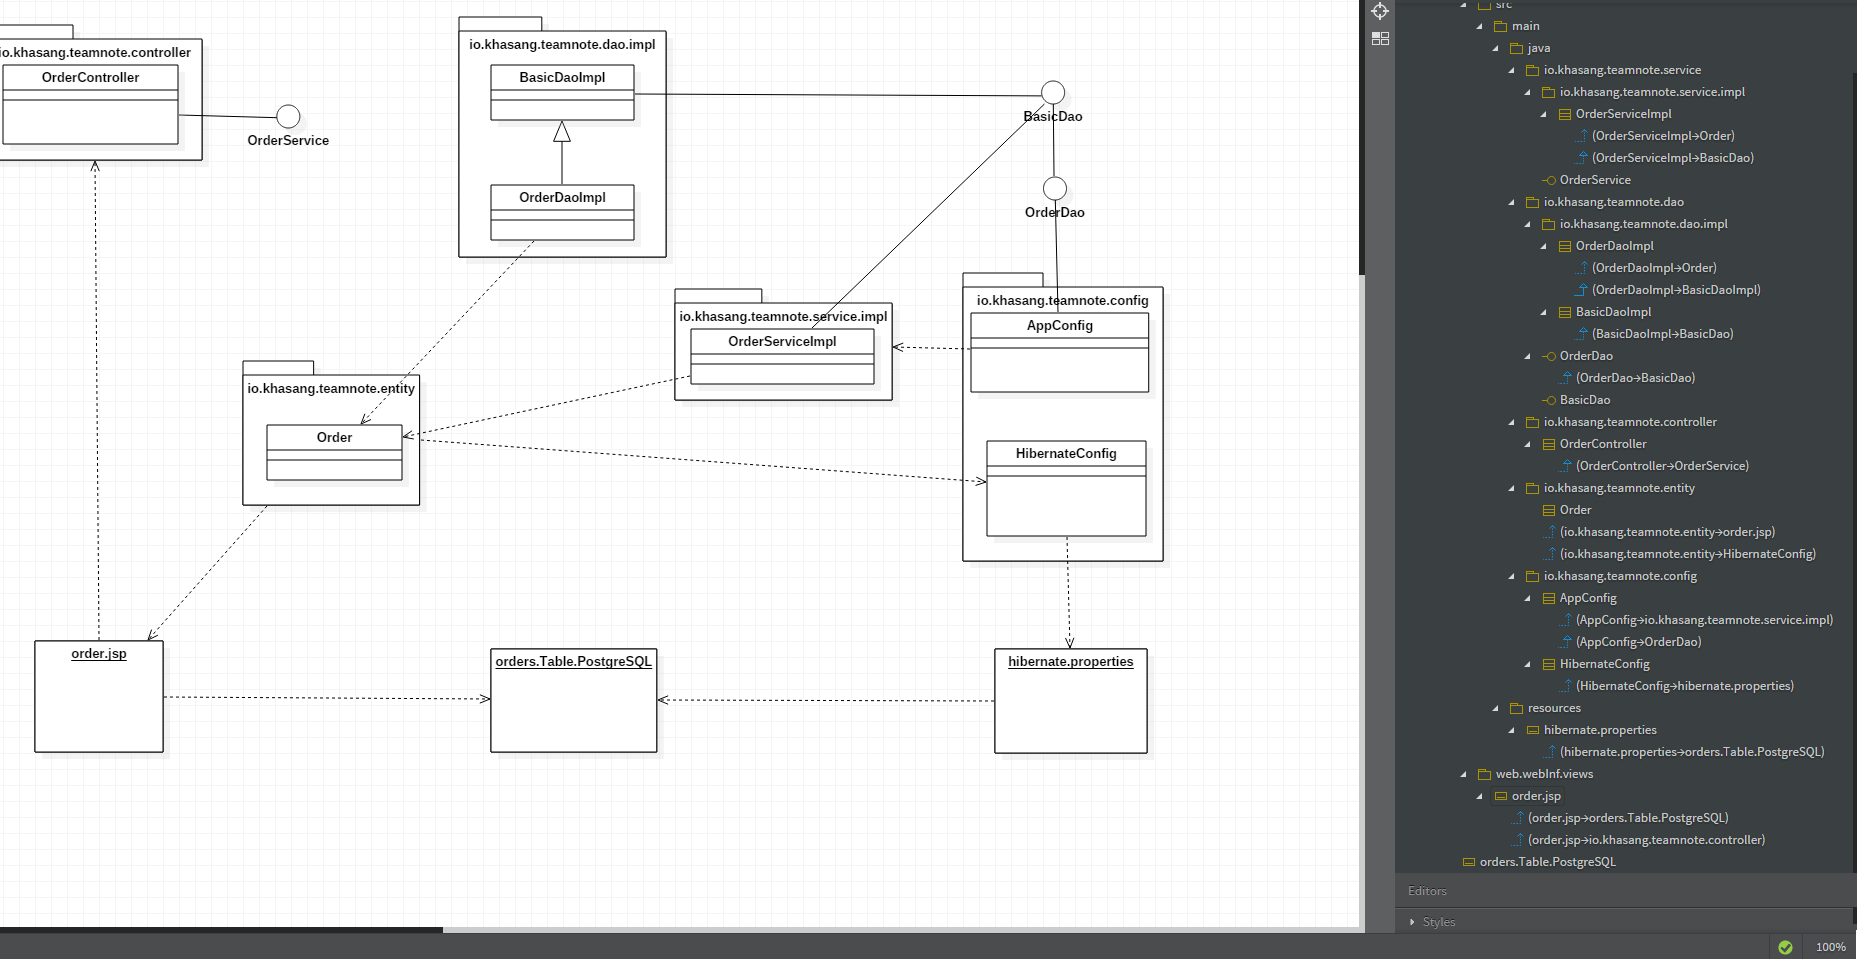 io.khasang.teamnote.controller
OrderController
OrderService
io.khasang.teamnote.dao.impl
BasicDaoImpl
OrderDaoImpl
BasicDao
OrderDao
io.khasang.teamnote.service.impl
OrderServiceImpl
io.khasang.teamnote.config
AppConfig
HibernateConfig
io.khasang.teamnote.entity
Order
order.jsp
orders.Table.PostgreSQL
hibernate.properties
src
main
java
io.khasang.teamnote.service
io.khasang.teamnote.service.impl
OrderServiceImpl
(OrderServiceImpl→Order)
(OrderServiceImpl→BasicDao)
OrderService
io.khasang.teamnote.dao
io.khasang.teamnote.dao.impl
OrderDaoImpl
(OrderDaoImpl→Order)
(OrderDaoImpl→BasicDaoImpl)
BasicDaoImpl
(BasicDaoImpl→BasicDao)
OrderDao
(OrderDao→BasicDao)
BasicDao
io.khasang.teamnote.controller
OrderController
(OrderController→OrderService)
io.khasang.teamnote.entity
Order
(io.khasang.teamnote.entity→order.jsp)
(io.khasang.teamnote.entity→HibernateConfig)
io.khasang.teamnote.config
AppConfig
(AppConfig→io.khasang.teamnote.service.impl)
(AppConfig→OrderDao)
HibernateConfig
(HibernateConfig→hibernate.properties)
resources
hibernate.properties
(hibernate.properties→orders.Table.PostgreSQL)
web.webInf.views
order.jsp
(order.jsp→orders.Table.PostgreSQL)
(order.jsp→io.khasang.teamnote.controller)
orders.Table.PostgreSQL
Editors
Styles
100%